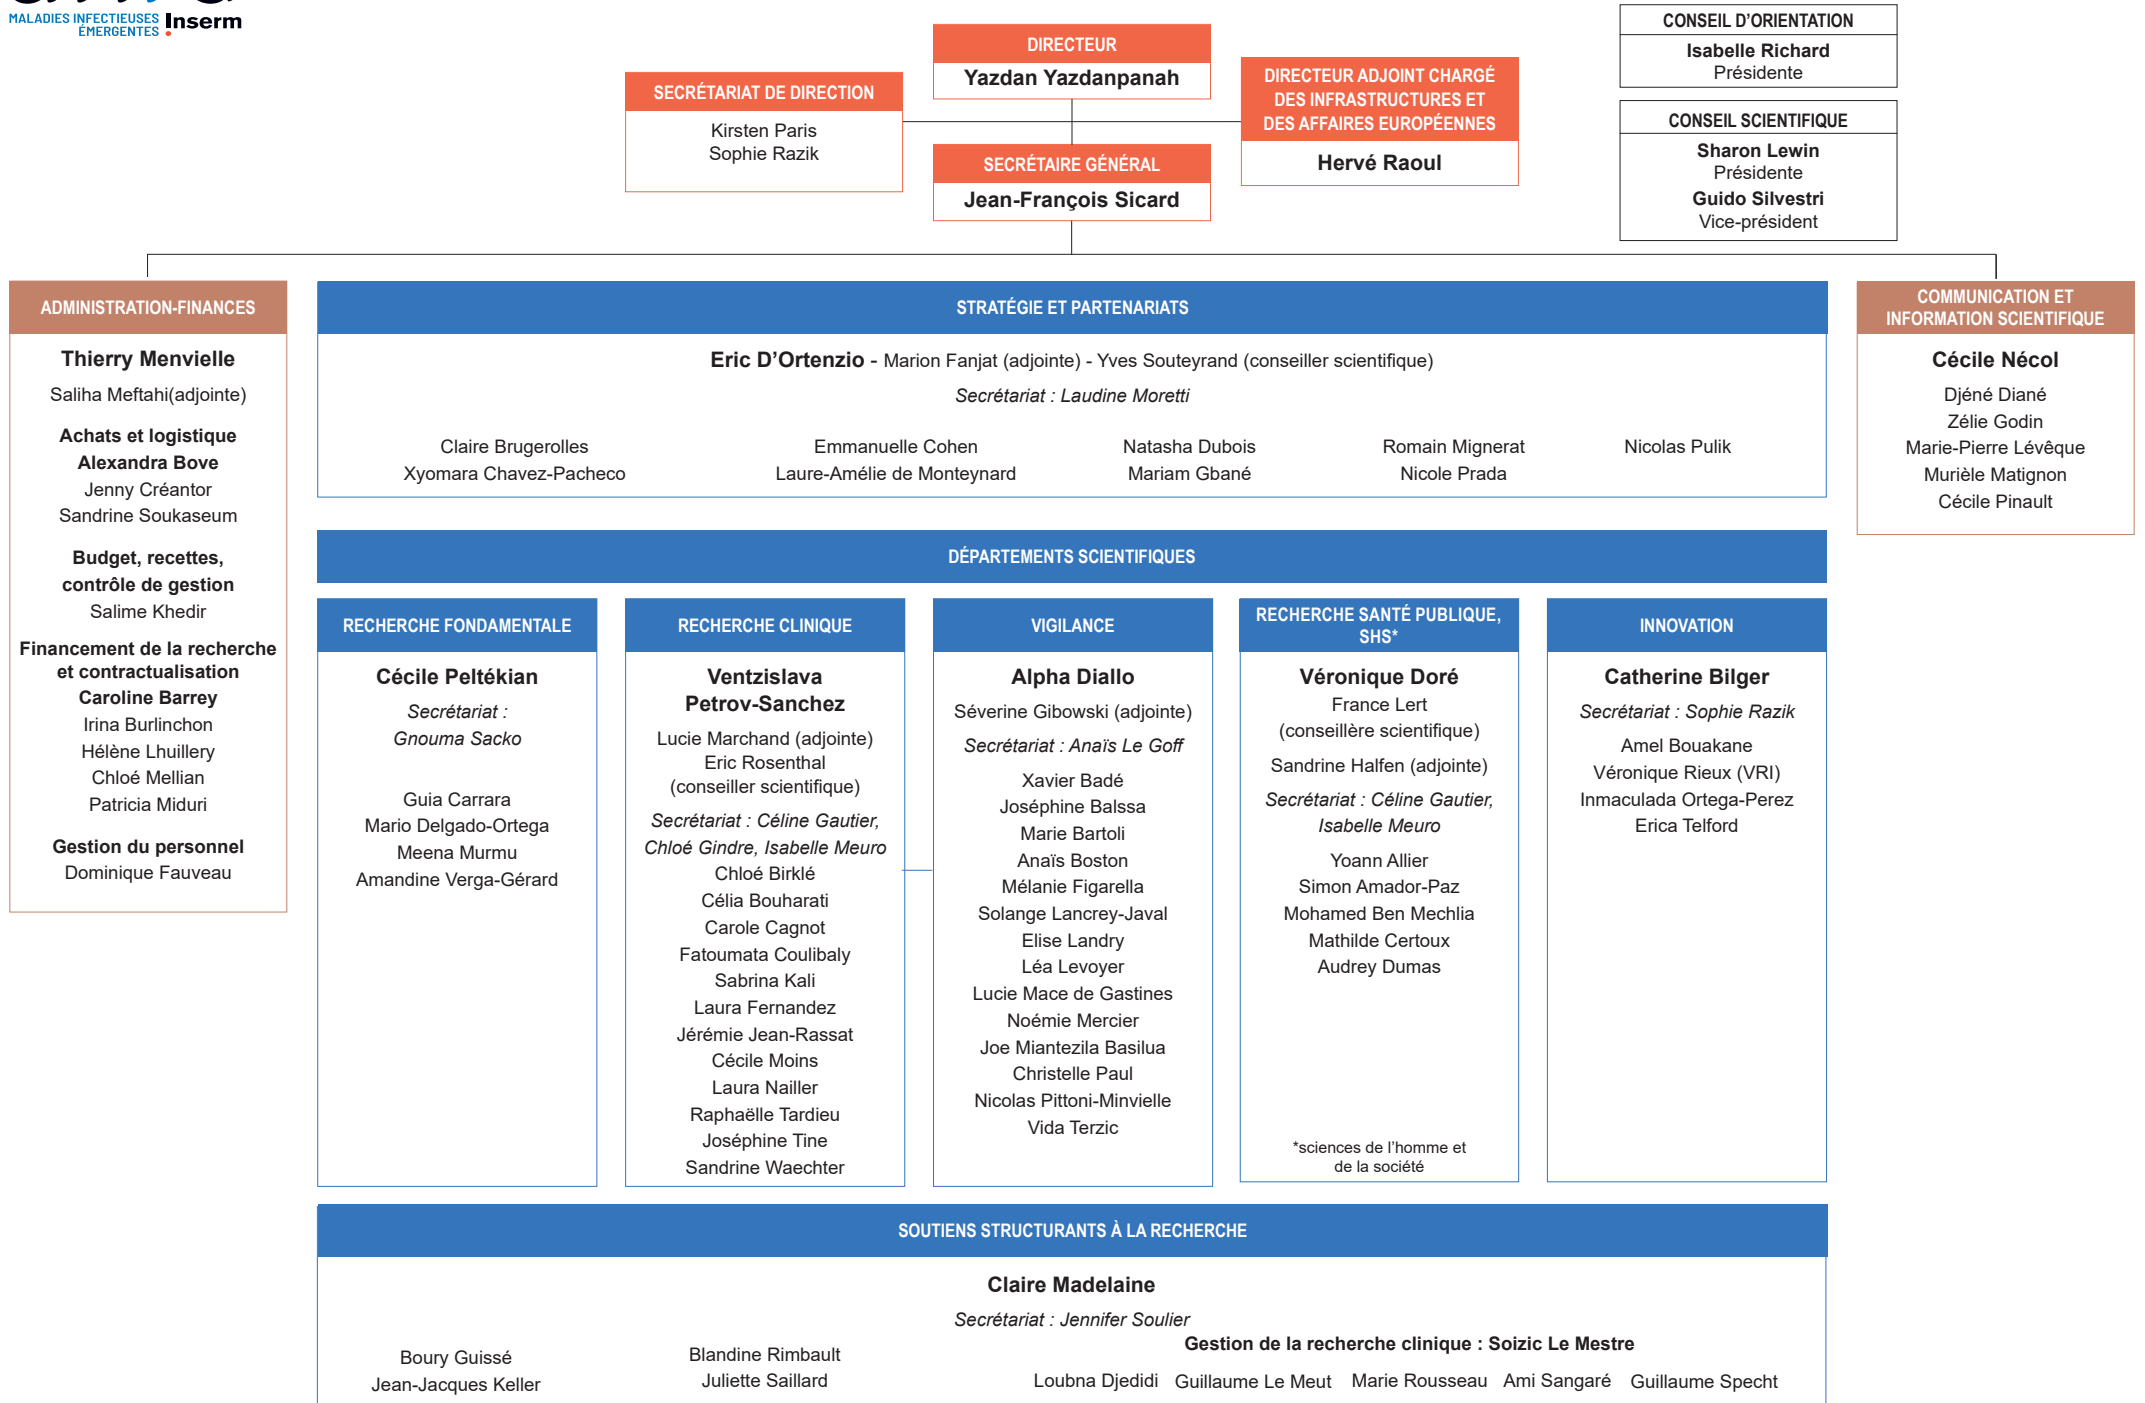 MALADIES INFECTIEUSES
ÉMERGENTES
Inserm
DIRECTEUR
Yazdan Yazdanpanah
SECRÉTARIAT DE DIRECTION
Kirsten Paris
Sophie Razik
DIRECTEUR ADJOINT CHARGÉ
DES INFRASTRUCTURES ET
DES AFFAIRES EUROPÉENNES
Hervé Raoul
SECRÉTAIRE GÉNÉRAL
Jean-François Sicard
CONSEIL D’ORIENTATION
Isabelle Richard
Présidente
CONSEIL SCIENTIFIQUE
Sharon Lewin
Présidente
Guido Silvestri
Vice-président
ADMINISTRATION-FINANCES
Thierry Menvielle
Saliha Meftahi(adjointe)
Achats et logistique
Alexandra Bove
Jenny Créantor
Sandrine Soukaseum
Budget, recettes,
contrôle de gestion
Salime Khedir
Financement de la recherche
et contractualisation
Caroline Barrey
Irina Burlinchon
Hélène Lhuillery
Chloé Mellian
Patricia Miduri
Gestion du personnel
Dominique Fauveau
STRATÉGIE ET PARTENARIATS
Eric D’Ortenzio - Marion Fanjat (adjointe) - Yves Souteyrand (conseiller scientifique)
Secrétariat : Laudine Moretti
Claire Brugerolles
Xyomara Chavez-Pacheco
Emmanuelle Cohen
Laure-Amélie de Monteynard
Natasha Dubois
Mariam Gbané
Romain Mignerat
Nicole Prada
Nicolas Pulik
COMMUNICATION ET
INFORMATION SCIENTIFIQUE
Cécile Nécol
Djéné Diané
Zélie Godin
Marie-Pierre Lévêque
Murièle Matignon
Cécile Pinault
DÉPARTEMENTS SCIENTIFIQUES
RECHERCHE FONDAMENTALE
Cécile Peltékian
Secrétariat :
Gnouma Sacko
Guia Carrara
Mario Delgado-Ortega
Meena Murmu
Amandine Verga-Gérard
RECHERCHE CLINIQUE
Ventzislava
Petrov-Sanchez
Lucie Marchand (adjointe)
Eric Rosenthal
(conseiller scientifique)
Secrétariat : Céline Gautier,
Chloé Gindre, Isabelle Meuro
Chloé Birklé
Célia Bouharati
Carole Cagnot
Fatoumata Coulibaly
Sabrina Kali
Laura Fernandez
Jérémie Jean-Rassat
Cécile Moins
Laura Nailler
Raphaëlle Tardieu
Joséphine Tine
Sandrine Waechter
VIGILANCE
Alpha Diallo
Séverine Gibowski (adjointe)
Secrétariat : Anaïs Le Goff
Xavier Badé
Joséphine Balssa
Marie Bartoli
Anaïs Boston
Mélanie Figarella
Solange Lancrey-Javal
Elise Landry
Léa Levoyer
Lucie Mace de Gastines
Noémie Mercier
Joe Miantezila Basilua
Christelle Paul
Nicolas Pittoni-Minvielle
Vida Terzic
RECHERCHE SANTÉ PUBLIQUE,
SHS*
Véronique Doré
France Lert
(conseillère scientifique)
Sandrine Halfen (adjointe)
Secrétariat : Céline Gautier,
Isabelle Meuro
Yoann Allier
Simon Amador-Paz
Mohamed Ben Mechlia
Mathilde Certoux
Audrey Dumas
*sciences de l’homme et
de la société
INNOVATION
Catherine Bilger
Secrétariat : Sophie Razik
Amel Bouakane
Véronique Rieux (VRI)
Inmaculada Ortega-Perez
Erica Telford
SOUTIENS STRUCTURANTS À LA RECHERCHE
Claire Madelaine
Secrétariat : Jennifer Soulier
Boury Guissé
Jean-Jacques Keller
Blandine Rimbault
Juliette Saillard
Gestion de la recherche clinique : Soizic Le Mestre
Loubna Djedidi Guillaume Le Meut Marie Rousseau Ami Sangaré Guillaume Specht